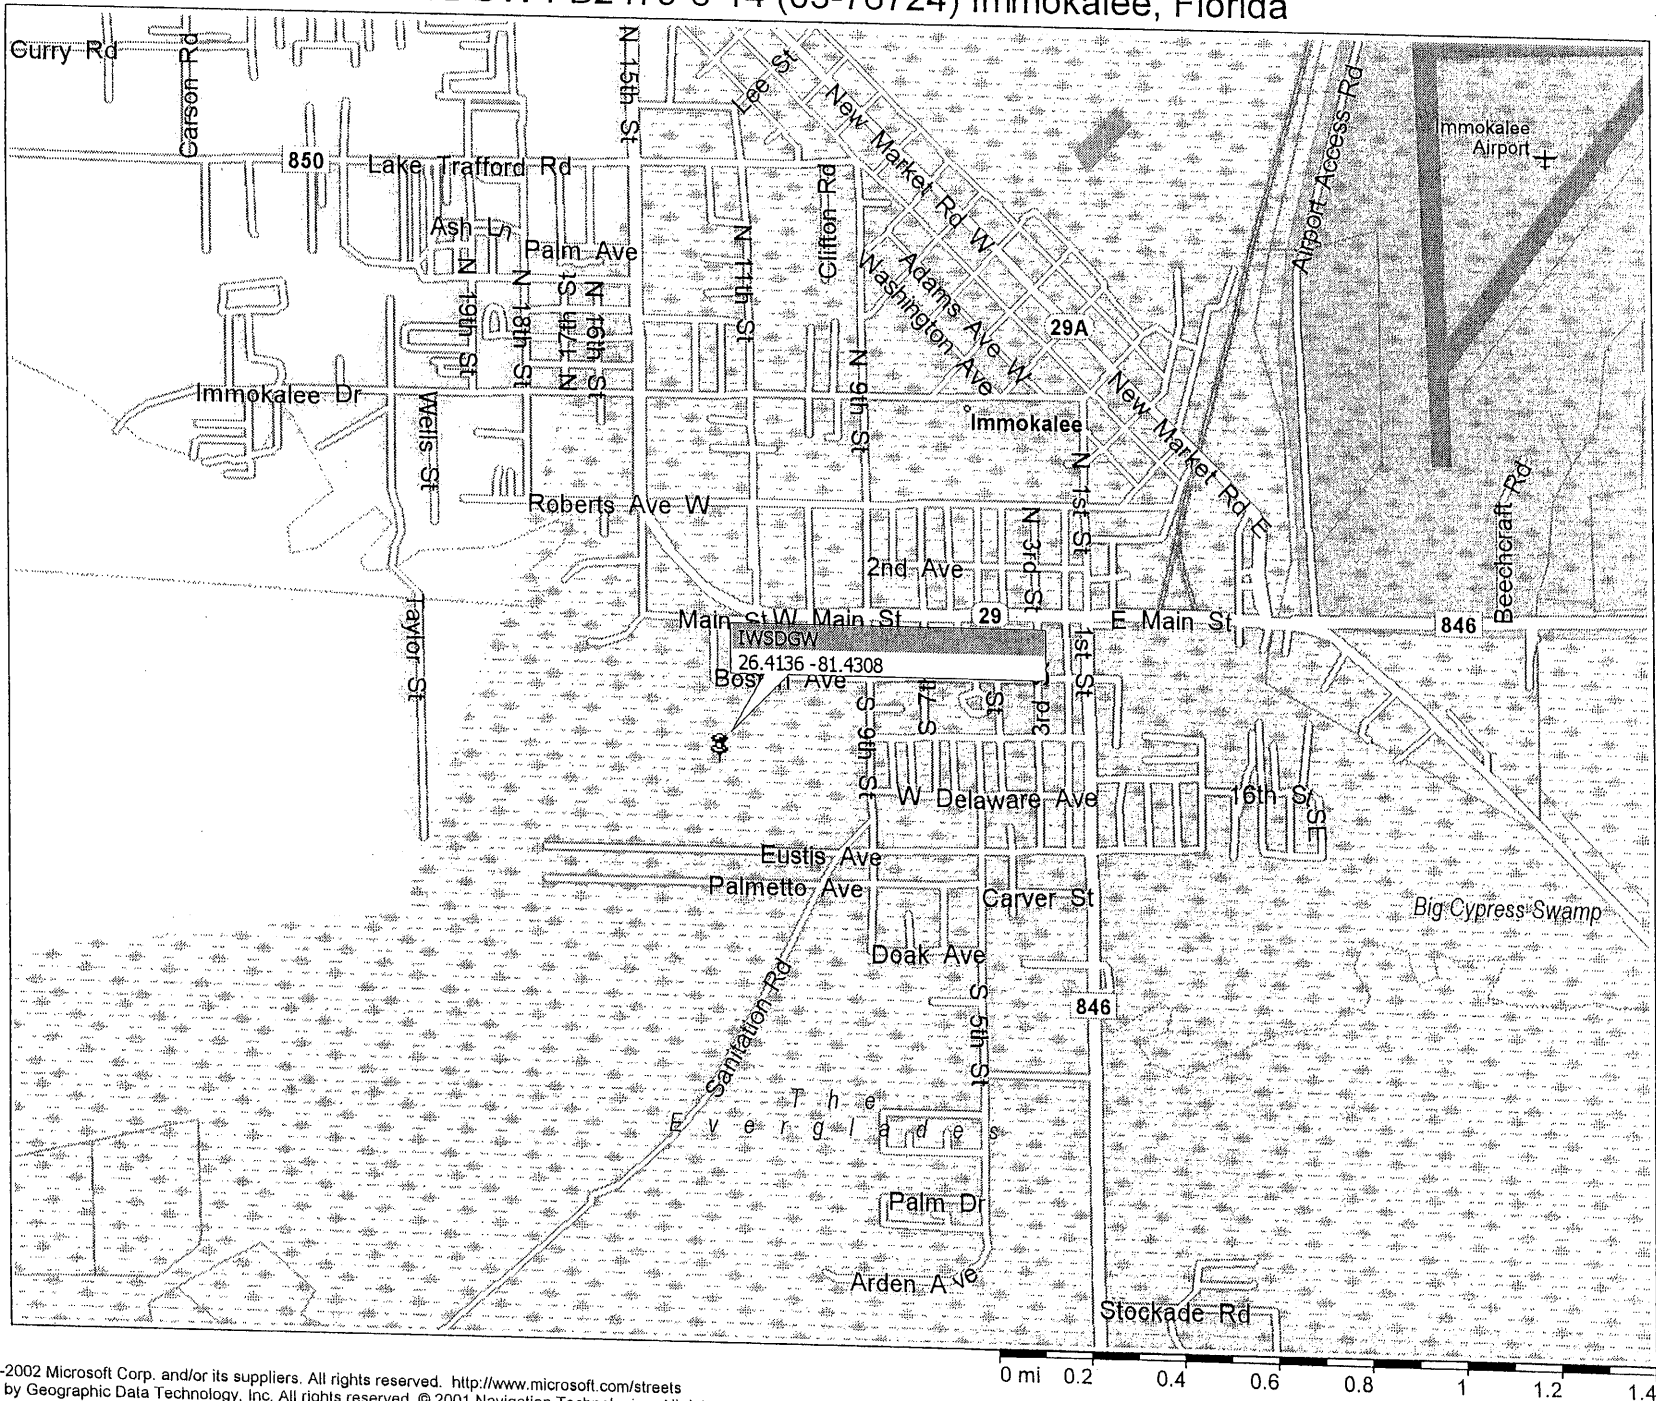 (05-76724) Immokalee, Florida
Curry Rd
Carson Rd
N 15th St
Lee St
New Market Rd W
Airport Access Rd
Immokalee
Airport
850
Lake Trafford Rd
Clifton Rd
Ash Ln
Palm Ave
N 11th St
N 19th St
N 18th St
N 17th St
N 16th St
Adams Ave W
Washington Ave
29A
Immokalee Dr
Wells St
N 9th St
Immokalee
New Market Rd E
N 1st St
Roberts Ave W
N 3rd St
Beechcraft Rd
2nd Ave
Taylor St
Main St
W Main St
29
E Main St
846
IWSDGW
26.4136 -81.4308
Boston Ave
1st St
S 9th St
S 7th
St
3rd
W Delaware Ave
16th St
SE
Eustis Ave
Palmetto Ave
Carver St
Big Cypress Swamp
Doak Ave
S 5th St
846
Sanitation Rd
The
Everglades
Palm Dr
Arden Ave
Stockade Rd
0 mi 0.2 0.4 0.6 0.8 1 1.2 1.4
-2002 Microsoft Corp. and/or its suppliers. All rights reserved. http://www.microsoft.com/streets
by Geographic Data Technology, Inc. All rights reserved. © 2001 Navigation